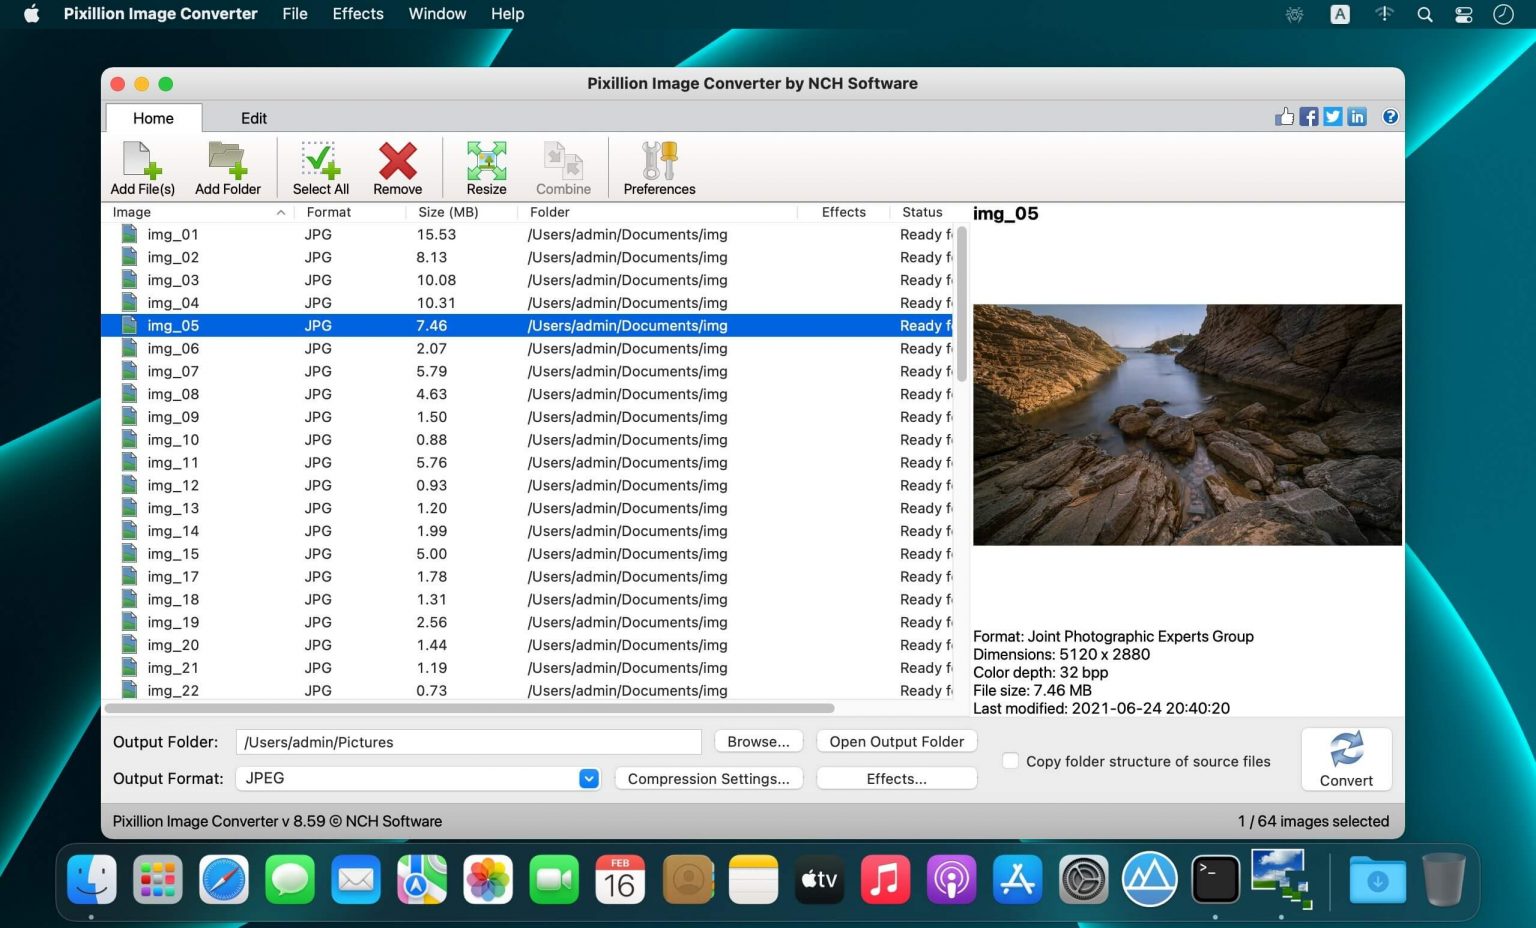 Pixillion Image Converter File Effects Window Help A
Pixillion Image Converter by NCH Software
Home Edit
Add File(s) Add Folder Select All Remove Resize Combine Preferences
Image Format Size (MB) Folder Effects Status
img_01 JPG 15.53 /Users/admin/Documents/img Ready f
img_02 JPG 8.13 /Users/admin/Documents/img Ready f
img_03 JPG 10.08 /Users/admin/Documents/img Ready f
img_04 JPG 10.31 /Users/admin/Documents/img Ready f
img_05 JPG 7.46 /Users/admin/Documents/img Ready f
img_06 JPG 2.07 /Users/admin/Documents/img Ready f
img_07 JPG 5.79 /Users/admin/Documents/img Ready f
img_08 JPG 4.63 /Users/admin/Documents/img Ready f
img_09 JPG 1.50 /Users/admin/Documents/img Ready f
img_10 JPG 0.88 /Users/admin/Documents/img Ready f
img_11 JPG 5.76 /Users/admin/Documents/img Ready f
img_12 JPG 0.93 /Users/admin/Documents/img Ready f
img_13 JPG 1.20 /Users/admin/Documents/img Ready f
img_14 JPG 1.99 /Users/admin/Documents/img Ready f
img_15 JPG 5.00 /Users/admin/Documents/img Ready f
img_17 JPG 1.78 /Users/admin/Documents/img Ready f
img_18 JPG 1.31 /Users/admin/Documents/img Ready f
img_19 JPG 2.56 /Users/admin/Documents/img Ready f
img_20 JPG 1.44 /Users/admin/Documents/img Ready f
img_21 JPG 1.19 /Users/admin/Documents/img Ready f
img_22 JPG 0.73 /Users/admin/Documents/img Ready f
img_05
Format: Joint Photographic Experts Group
Dimensions: 5120 x 2880
Color depth: 32 bpp
File size: 7.46 MB
Last modified: 2021-06-24 20:40:20
Output Folder: /Users/admin/Pictures Browse... Open Output Folder
Output Format: JPEG Compression Settings... Effects...
Copy folder structure of source files
Convert
Pixillion Image Converter v 8.59 © NCH Software 1 / 64 images selected
FEB
16
tv